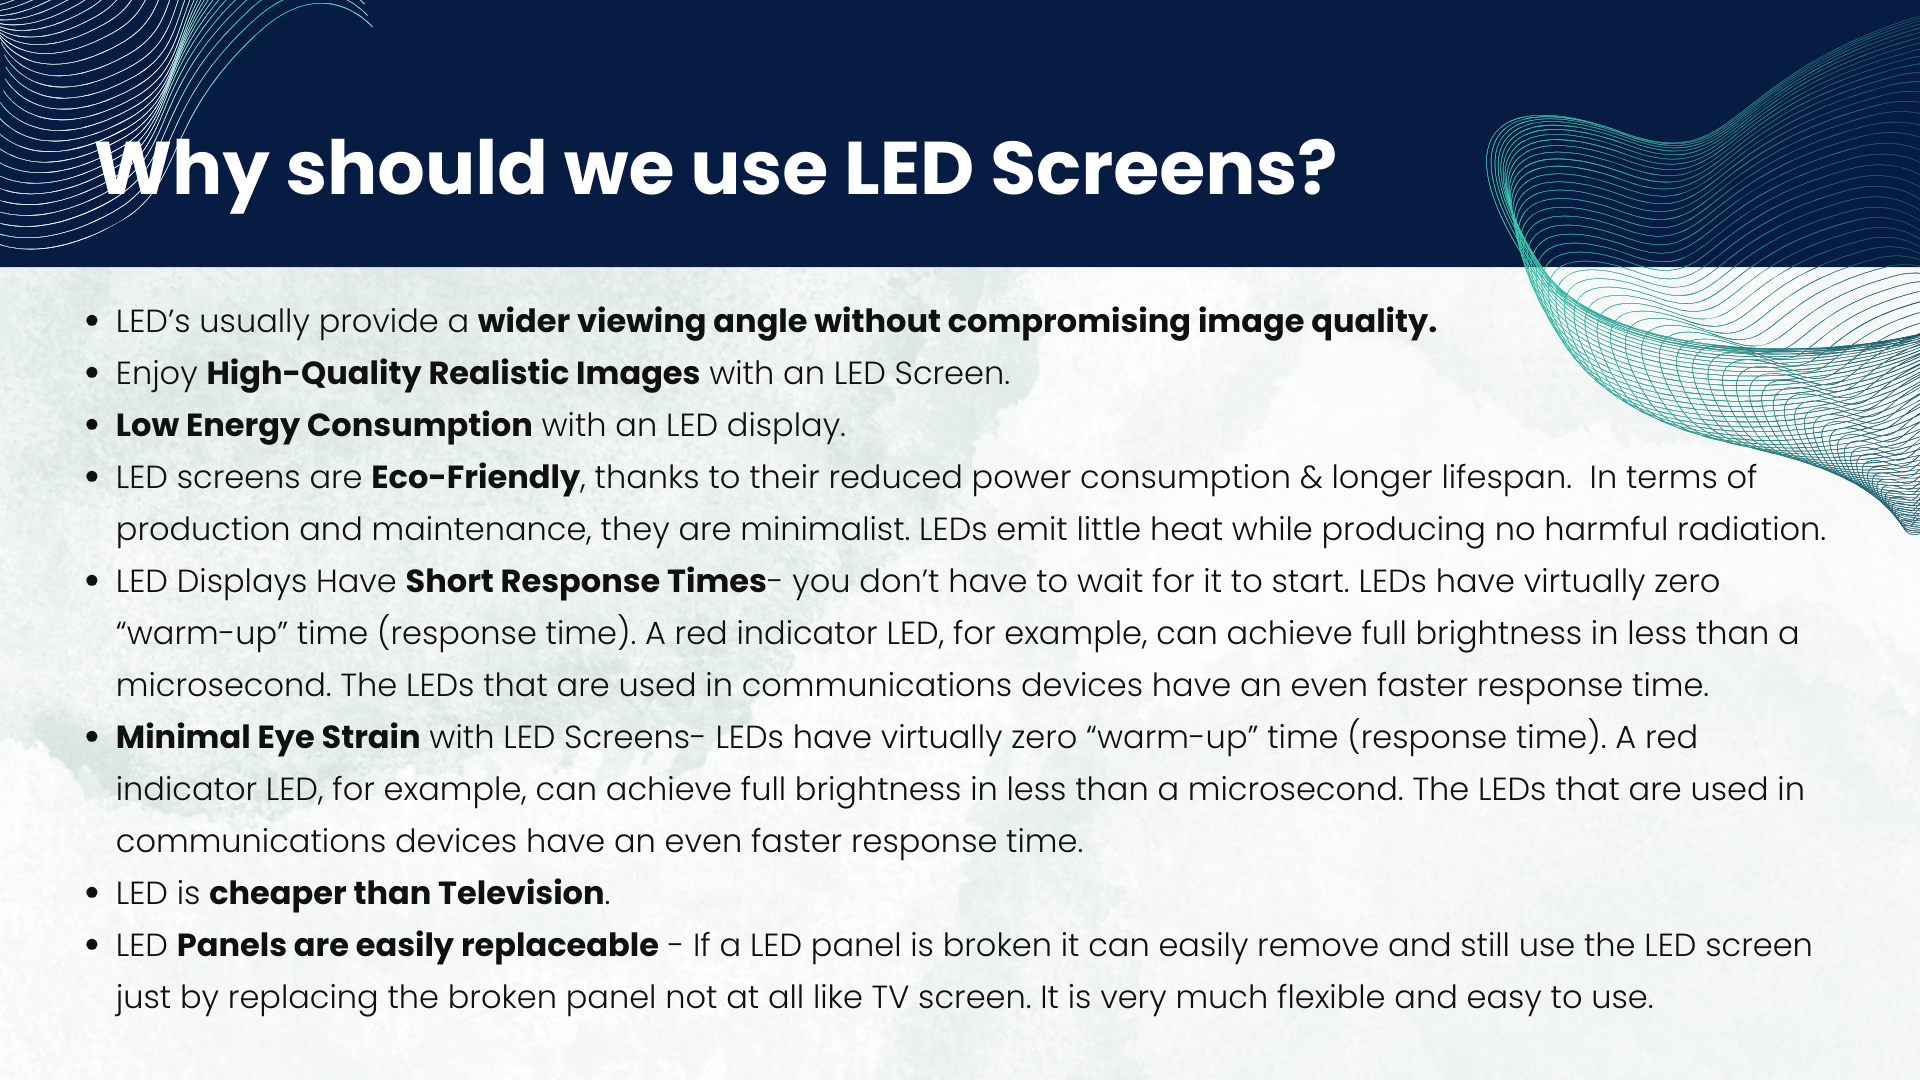 Why should we use LED Screens?
• LED’s usually provide a wider viewing angle without compromising image quality.
• Enjoy High-Quality Realistic Images with an LED Screen.
• Low Energy Consumption with an LED display.
• LED screens are Eco-Friendly, thanks to their reduced power consumption & longer lifespan.  In terms of
production and maintenance, they are minimalist. LEDs emit little heat while producing no harmful radiation.
• LED Displays Have Short Response Times- you don’t have to wait for it to start. LEDs have virtually zero
“warm-up” time (response time). A red indicator LED, for example, can achieve full brightness in less than a
microsecond. The LEDs that are used in communications devices have an even faster response time.
• Minimal Eye Strain with LED Screens- LEDs have virtually zero “warm-up” time (response time). A red
indicator LED, for example, can achieve full brightness in less than a microsecond. The LEDs that are used in
communications devices have an even faster response time.
• LED is cheaper than Television.
• LED Panels are easily replaceable - If a LED panel is broken it can easily remove and still use the LED screen
just by replacing the broken panel not at all like TV screen. It is very much flexible and easy to use.